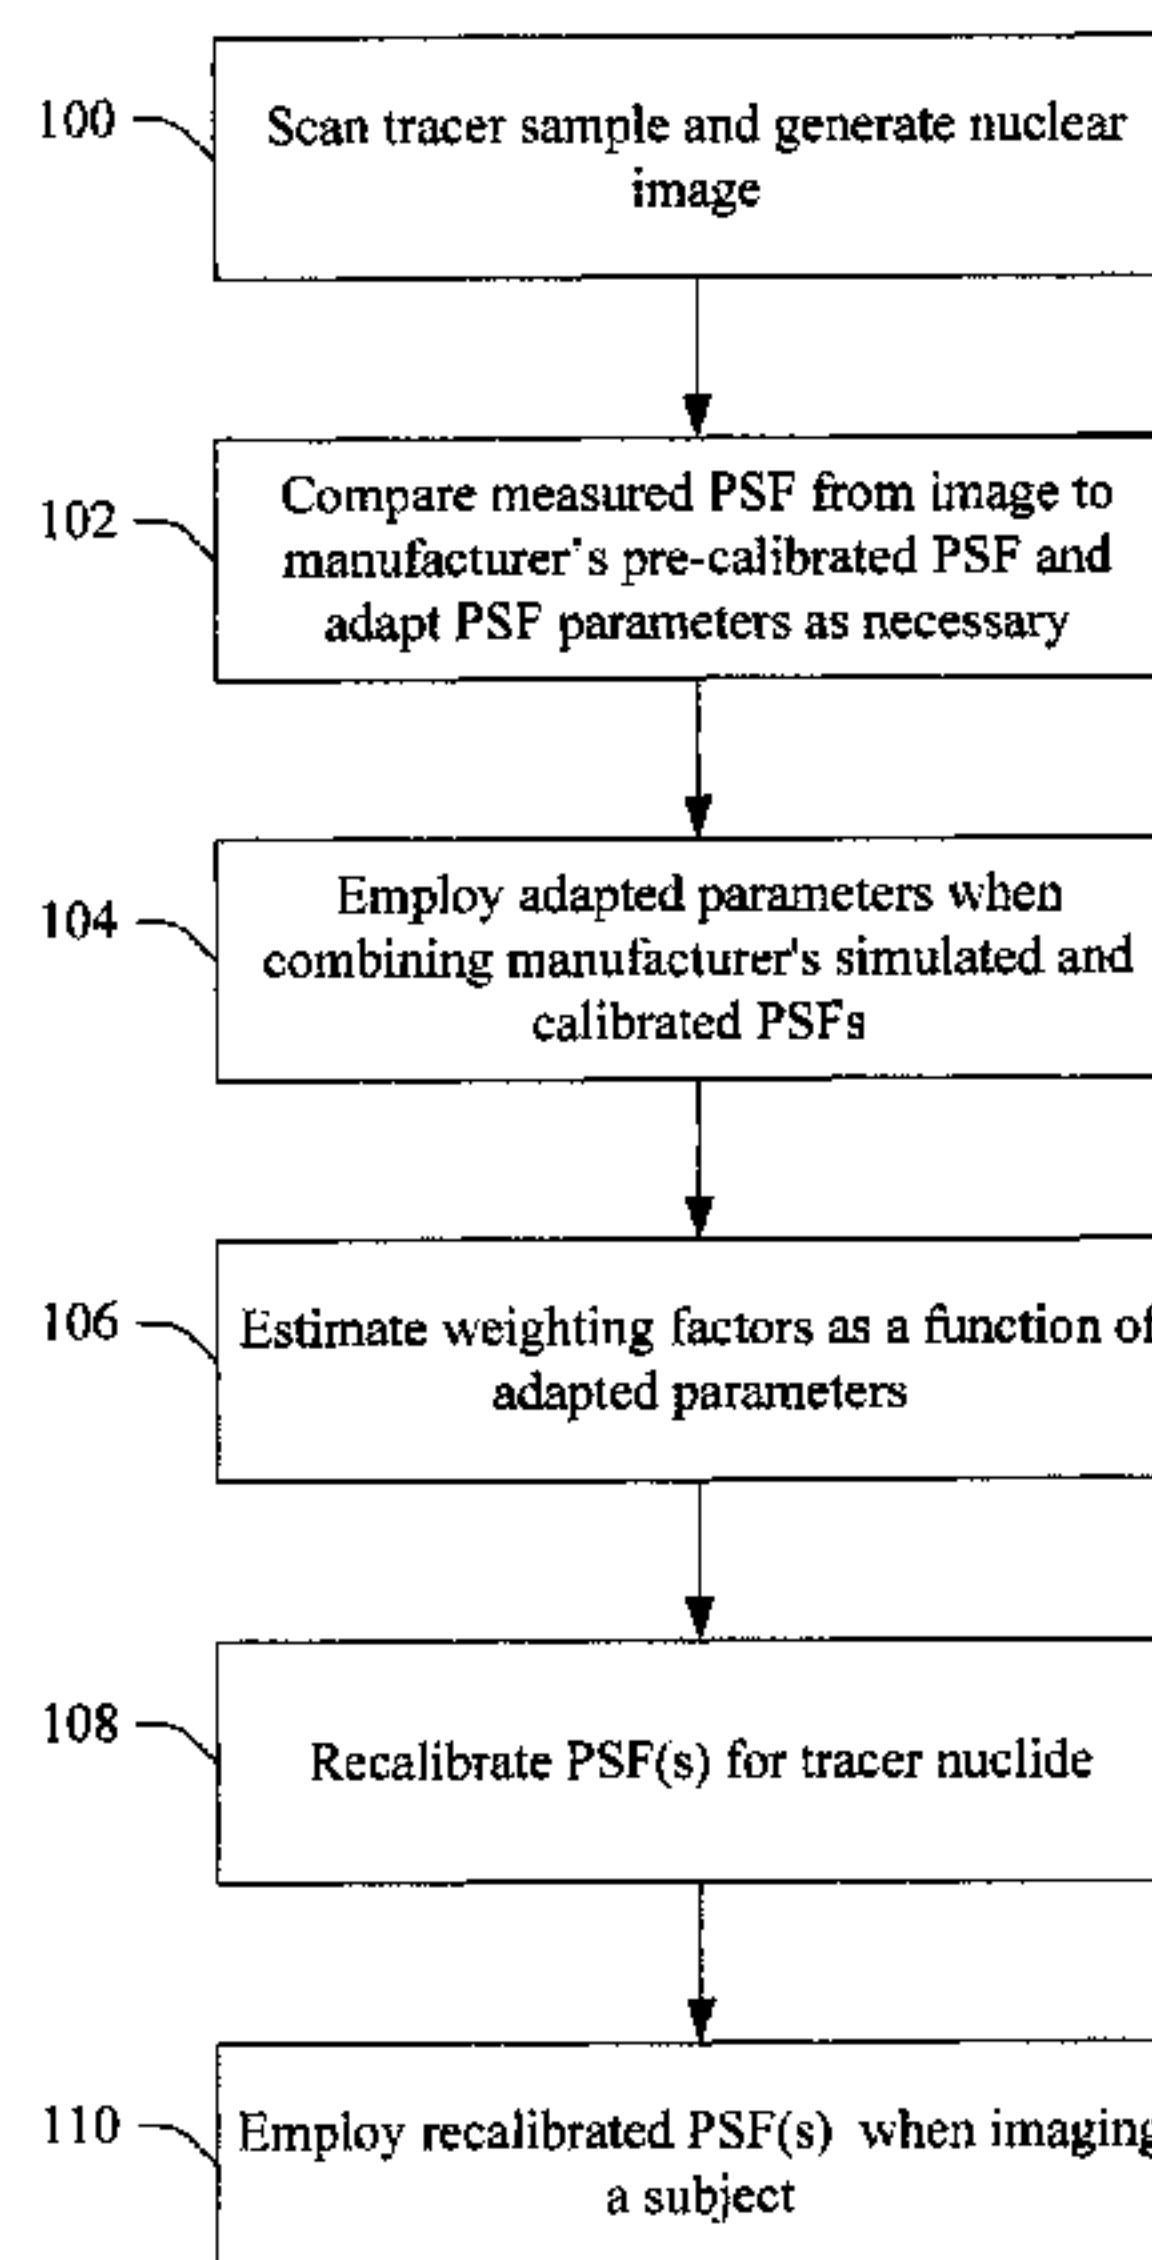 100
Scan tracer sample and generate nuclear
image
102
Compare measured PSF from image to
manufacturer's pre-calibrated PSF and
adapt PSF parameters as necessary
104
Employ adapted parameters when
combining manufacturer's simulated and
calibrated PSFs
106
Estimate weighting factors as a function of
adapted parameters
108
Recalibrate PSF(s) for tracer nuclide
110
Employ recalibrated PSF(s) when imaging
a subject